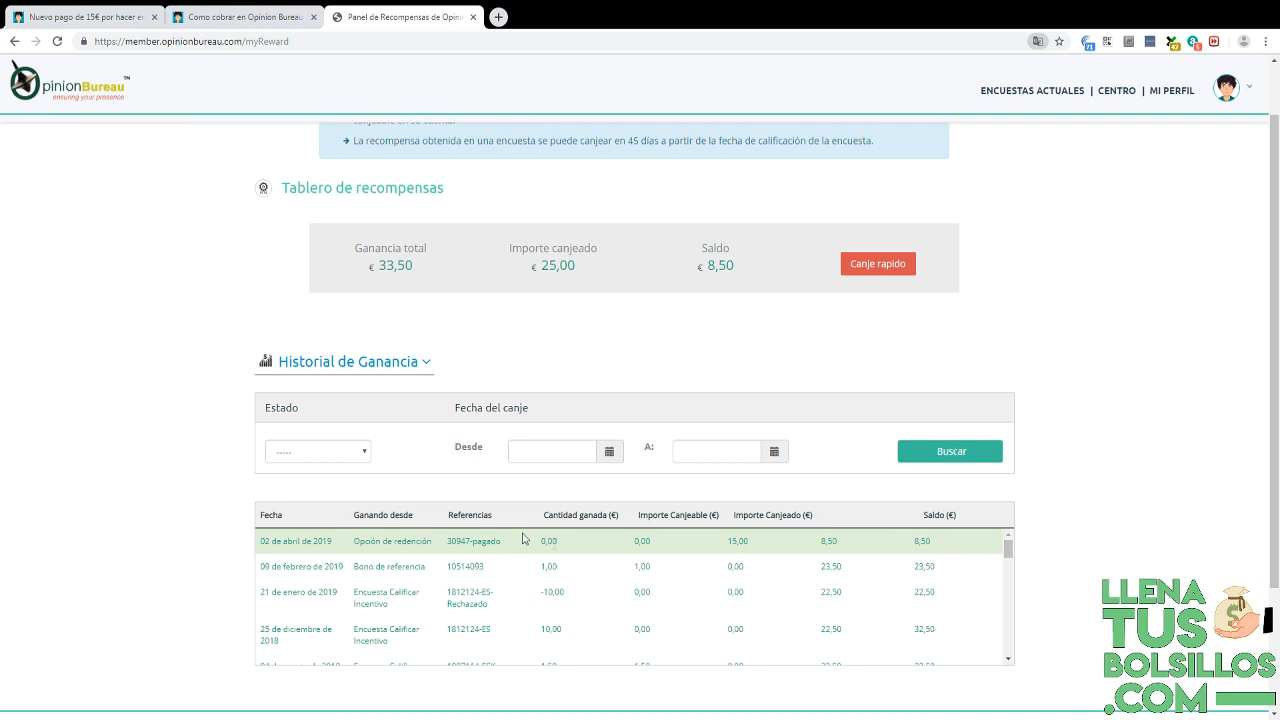 Nuevo pago de 15€ por hacer en
Como cobrar en Opinion Bureau
Panel de Recompensas de Opin
https://member.opinionbureau.com/myReward
pinionBureau™
ensuring your presence
ENCUESTAS ACTUALES | CENTRO | MI PERFIL
La recompensa obtenida en una encuesta se puede canjear en 45 días a partir de la fecha de calificación de la encuesta.
Tablero de recompensas
Ganancia total Importe canjeado Saldo
€ 33,50 € 25,00 € 8,50 Canje rapido
Historial de Ganancia
Estado Fecha del canje
----- Desde A: Buscar
Fecha Ganando desde Referencias Cantidad ganada (€) Importe Canjeable (€) Importe Canjeado (€) Saldo (€)
02 de abril de 2019 Opción de redención 30947-pagado 0,00 0,00 15,00 8,50 8,50
09 de febrero de 2019 Bono de referencia 10514093 1,00 1,00 0,00 23,50 23,50
21 de enero de 2019 Encuesta Calificar 1812124-ES- -10,00 0,00 0,00 22,50 22,50
Incentivo Rechazado
25 de diciembre de Encuesta Calificar 1812124-ES 10,00 0,00 0,00 22,50 32,50
2018 Incentivo
LLENA
TUS
BOLSILLOS
.COM